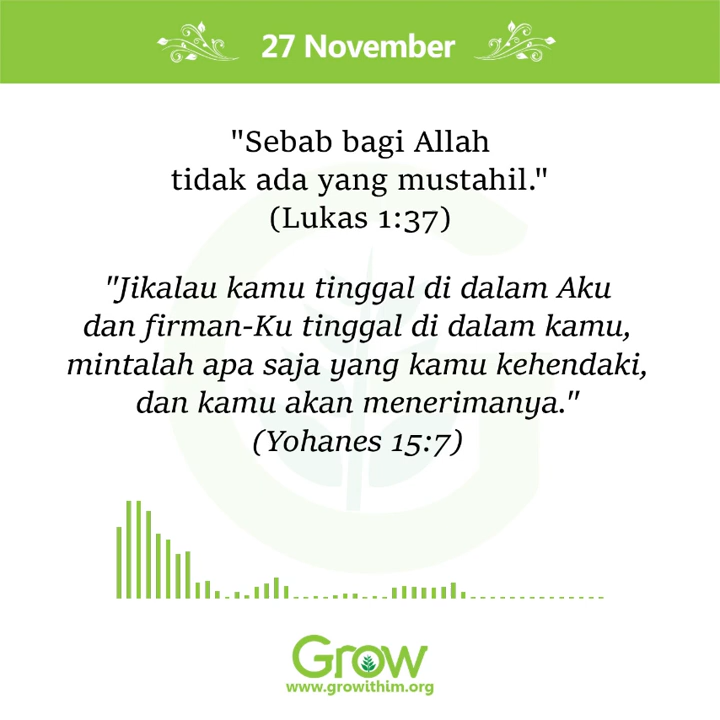 27 November
"Sebab bagi Allah
tidak ada yang mustahil."
(Lukas 1:37)
"Jikalau kamu tinggal di dalam Aku
dan firman-Ku tinggal di dalam kamu,
mintalah apa saja yang kamu kehendaki,
dan kamu akan menerimanya."
(Yohanes 15:7)
Grow
www.growithim.org